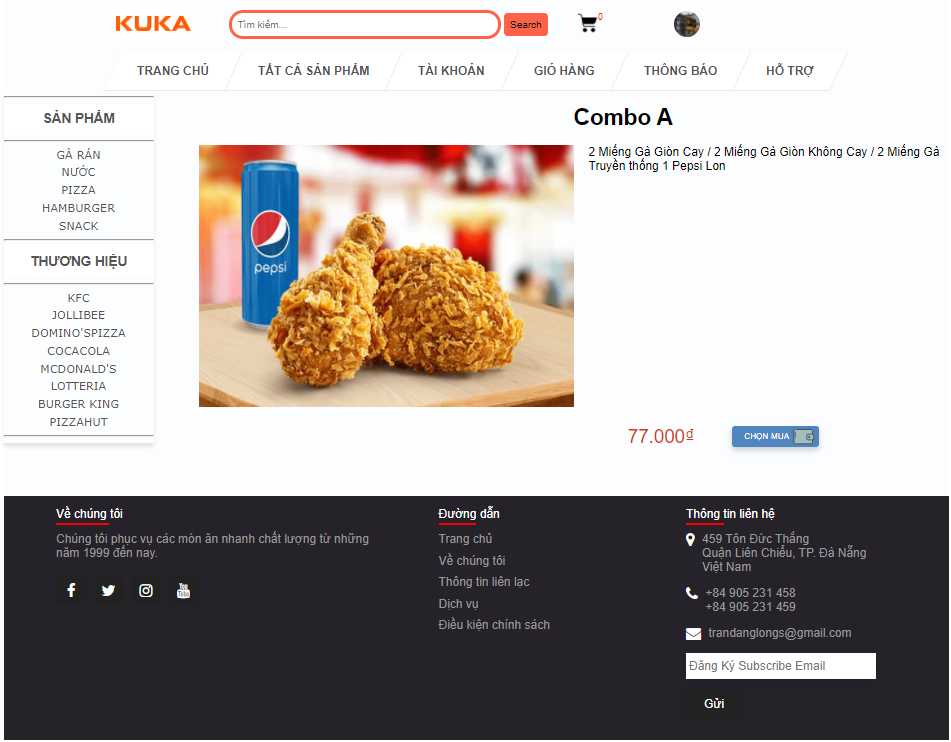 KUKA
Tìm kiếm...
Search
0
TRANG CHỦ
TẤT CẢ SẢN PHẨM
TÀI KHOẢN
GIỎ HÀNG
THÔNG BÁO
HỖ TRỢ
SẢN PHẨM
GÀ RÁN
NƯỚC
PIZZA
HAMBURGER
SNACK
THƯƠNG HIỆU
KFC
JOLLIBEE
DOMINO'SPIZZA
COCACOLA
MCDONALD'S
LOTTERIA
BURGER KING
PIZZAHUT
Combo A
pepsi
2 Miếng Gà Giòn Cay / 2 Miếng Gà Giòn Không Cay / 2 Miếng Gà
Truyền thống 1 Pepsi Lon
77.000₫
CHỌN MUA
Về chúng tôi
Chúng tôi phục vụ các món ăn nhanh chất lượng từ những
năm 1999 đến nay.
You
Tube
Đường dẫn
Trang chủ
Về chúng tôi
Thông tin liên lạc
Dịch vụ
Điều kiện chính sách
Thông tin liên hệ
459 Tôn Đức Thắng
Quận Liên Chiểu, TP. Đà Nẵng
Việt Nam
+84 905 231 458
+84 905 231 459
trandanglongs@gmail.com
Đăng Ký Subscribe Email
Gửi